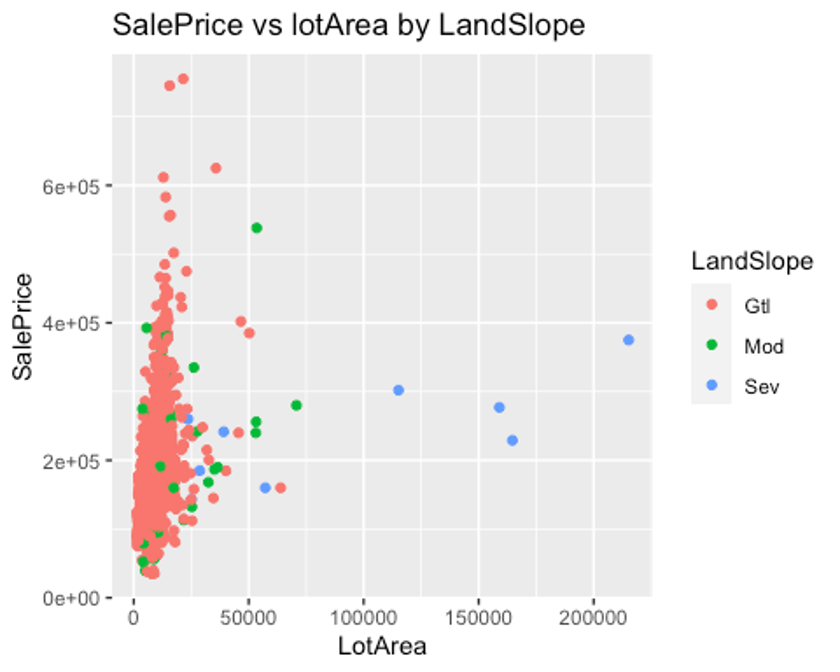 SalePrice vs lotArea by LandSlope
SalePrice
6e+05
4e+05
2e+05
0e+00
0
50000
100000
150000
200000
LotArea
LandSlope
Gtl
Mod
Sev